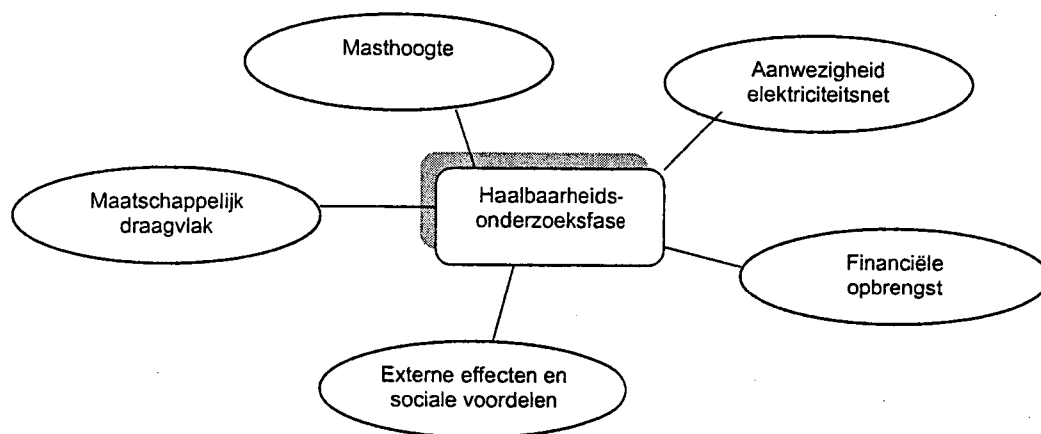 Masthoogte
Aanwezigheid
elektriciteitsnet
Haalbaarheids-
onderzoeksfase
Maatschappelijk
draagvlak
Financiële
opbrengst
Externe effecten en
sociale voordelen